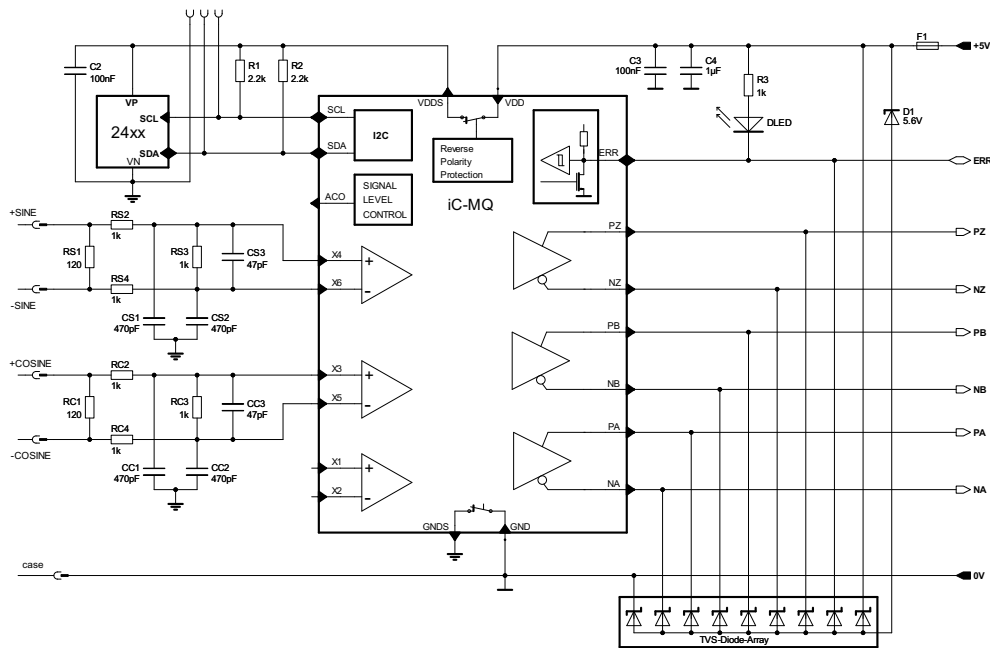 F1
+5V
C2
100nF
R1
2.2k
R2
2.2k
C3
100nF
C4
1µF
R3
1k
D1
5.6V
DLED
VP
SCL
24xx
SDA
VN
VDDS
VDD
SCL
I2C
SDA
Reverse
Polarity
Protection
ERR
ERR
ACO
SIGNAL
LEVEL
CONTROL
iC-MQ
+SINE
RS2
1k
RS1
120
RS3
1k
CS3
47pF
RS4
1k
-SINE
CS1
470pF
CS2
470pF
X4
+
X6
-
PZ
PZ
NZ
NZ
PB
PB
+COSINE
RC2
1k
RC1
120
RC3
1k
CC3
47pF
RC4
1k
-COSINE
CC1
470pF
CC2
470pF
X3
+
X5
-
NB
NB
PA
PA
X1
+
X2
-
NA
NA
GNDS
GND
case
0V
TVS-Diode-Array